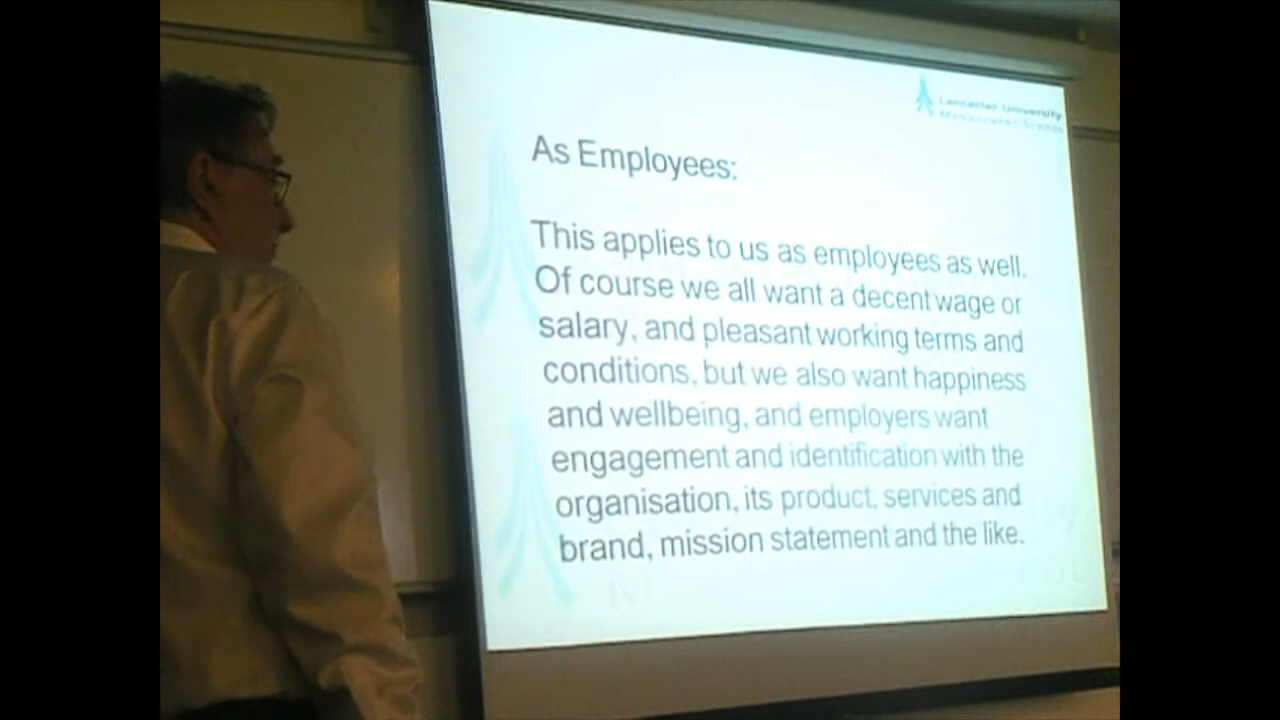 Lancaster University
Management School
As Employees:
This applies to us as employees as well.
Of course we all want a decent wage or
salary, and pleasant working terms and
conditions, but we also want happiness
and wellbeing, and employers want
engagement and identification with the
organisation, its product, services and
brand, mission statement and the like.